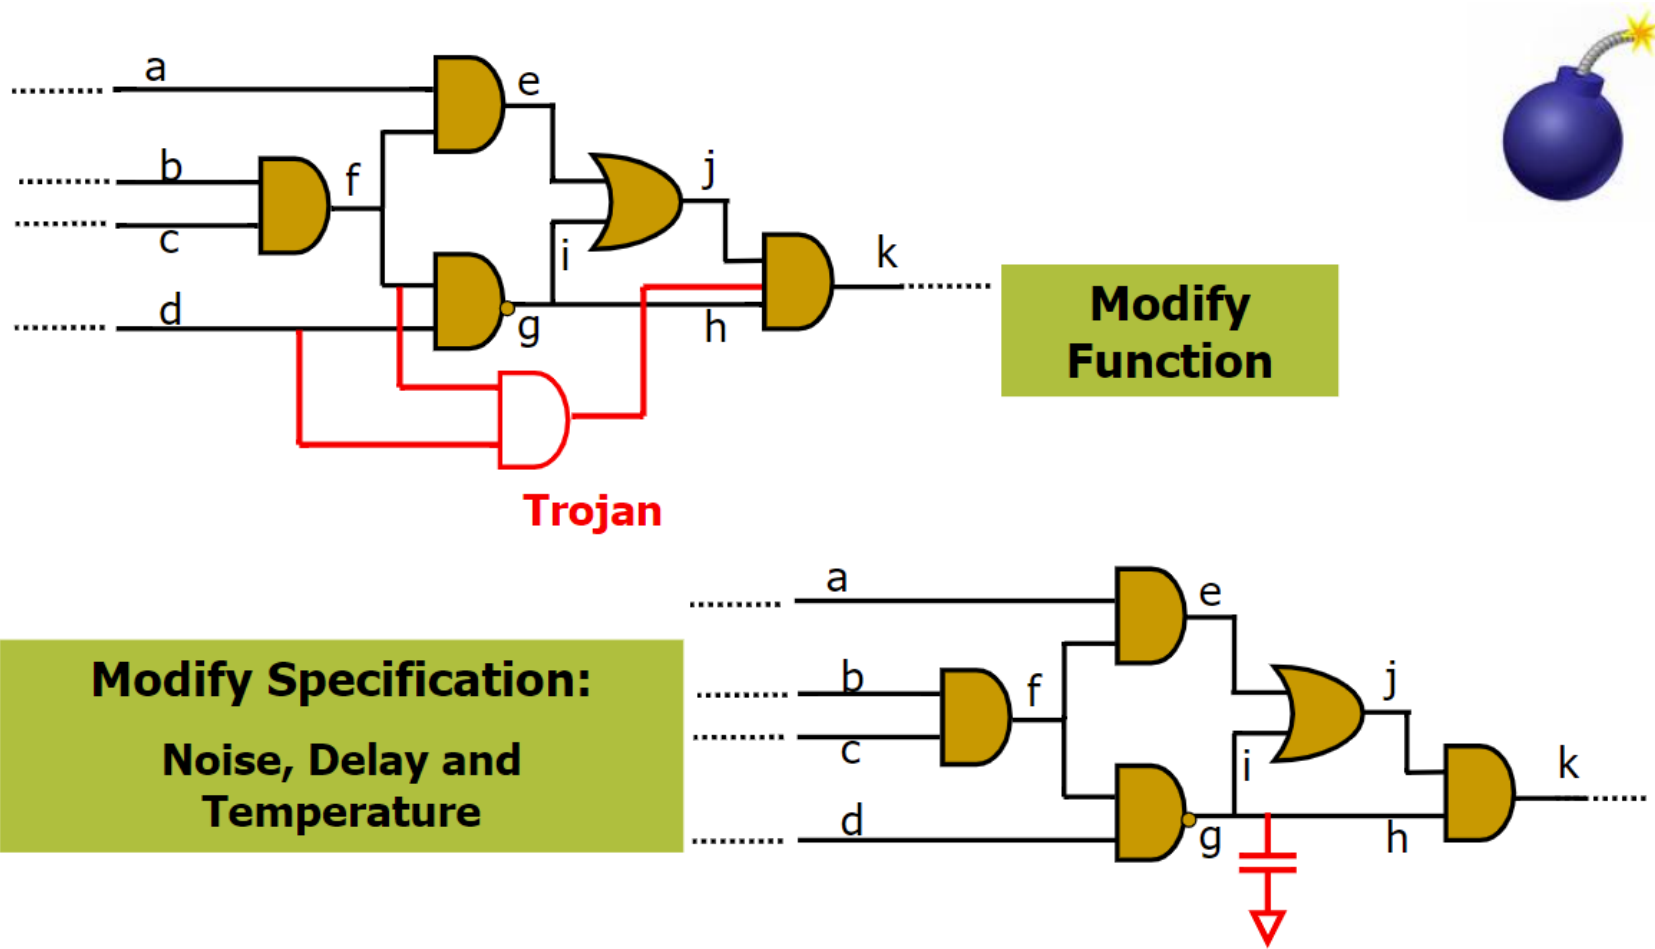 a
e
b
f
j
c
i
k
d
g
h
Modify
Function
Trojan
a
e
Modify Specification:
b
f
j
c
i
k
Noise, Delay and
Temperature
d
g
h